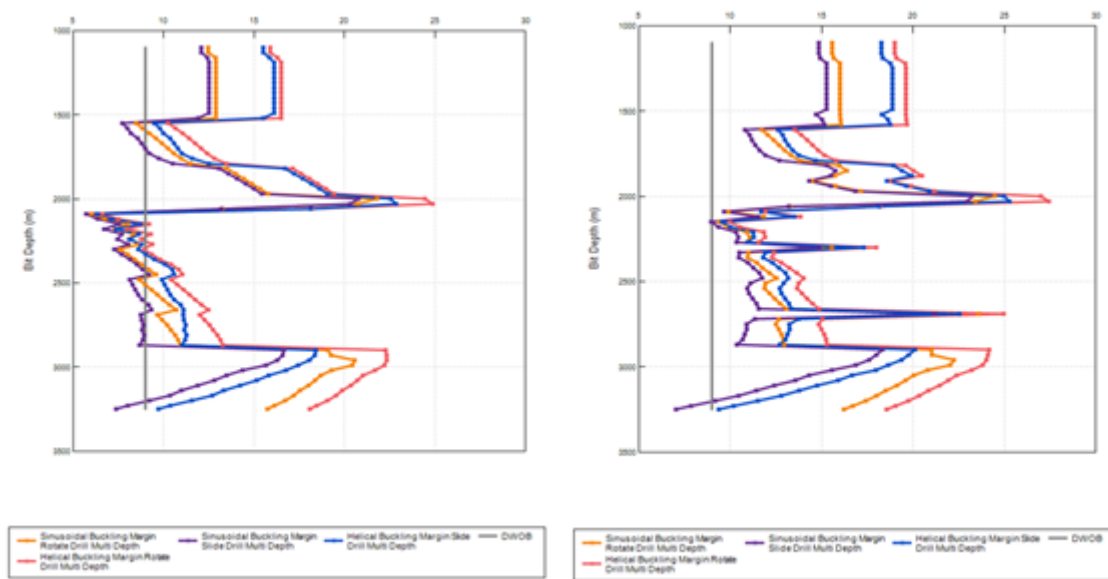 5 10 15 20 25 30
1000
1500
2000
2500
3000
3500
Bit Depth (m)
Sinusoidal Buckling Margin
Rotate Drill Multi Depth
Sinusoidal Buckling Margin
Slide Drill Multi Depth
Helical Buckling Margin Slide
Drill Multi Depth
DWOB
Helical Buckling Margin Rotate
Drill Multi Depth
5 10 15 20 25 30
1000
1500
2000
2500
3000
3500
Bit Depth (m)
Sinusoidal Buckling Margin
Rotate Drill Multi Depth
Sinusoidal Buckling Margin
Slide Drill Multi Depth
Helical Buckling Margin Slide
Drill Multi Depth
DWOB
Helical Buckling Margin Rotate
Drill Multi Depth